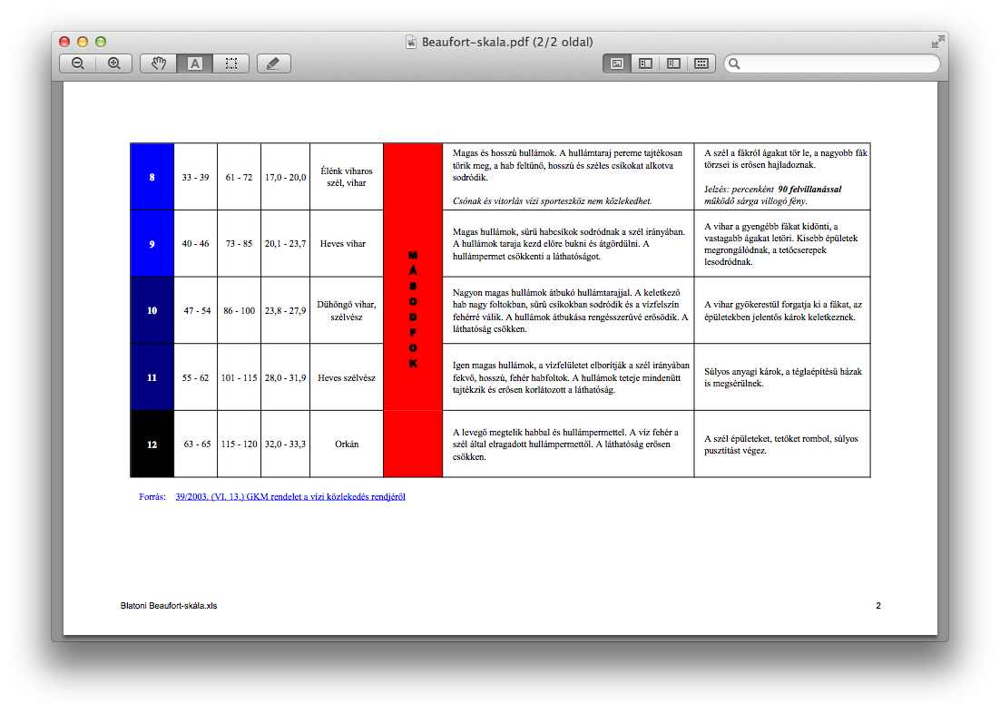 Beaufort-skala.pdf (2/2 oldal)
A
8
33 - 39
61 - 72
17,0 - 20,0
Élénk viharos
szél, vihar
Magas és hosszú hullámok. A hullámtaraj pereme tajtékosan
törik meg, a hab feltűnő, hosszú és széles csíkokat alkotva
sodródik.
Csónak és vitorlás vízi sporteszköz nem közlekedhet.
A szél a fákról ágakat tör le, a nagyobb fák
törzsei is erősen hajladoznak.
Jelzés: percenként 90 felvillanással
működő sárga villogó fény.
9
40 - 46
73 - 85
20,1 - 23,7
Heves vihar
Magas hullámok, sűrű habcsíkok sodródnak a szél irányában.
A hullámok taraja kezd előre bukni és átgördülni. A
hullámpermet csökkenti a láthatóságot.
A vihar a gyengébb fákat kidönti, a
vastagabb ágakat letöri. Kisebb épületek
megrongálódnak, a tetőcserepek
lesodródnak.
M
Á
S
O
D
F
O
K
10
47 - 54
86 - 100
23,8 - 27,9
Dühöngő vihar,
szélvész
Nagyon magas hullámok átbukó hullámtarajjal. A keletkező
hab nagy foltokban, sűrű csíkokban sodródik és a vízfelszín
fehérré válik. A hullámok átbukása rengésszerűvé erősödik. A
láthatóság csökken.
A vihar gyökerestül forgatja ki a fákat, az
épületekben jelentős károk keletkeznek.
11
55 - 62
101 - 115
28,0 - 31,9
Heves szélvész
Igen magas hullámok, a vízfelületet elborítják a szél irányában
fekvő, hosszú, fehér habfoltok. A hullámok teteje mindenütt
tajtékzik és erősen korlátozott a láthatóság.
Súlyos anyagi károk, a téglaépítésű házak
is megsérülnek.
12
63 - 65
115 - 120
32,0 - 33,3
Orkán
A levegő megtelik habbal és hullámpermettel. A víz fehér a
szél által elragadott hullámpermettől. A láthatóság erősen
csökken.
A szél épületeket, tetőket rombol, súlyos
pusztítást végez.
Forrás: 39/2003. (VI. 13.) GKM rendelet a vízi közlekedés rendjéről
Blatoni Beaufort-skála.xls
2